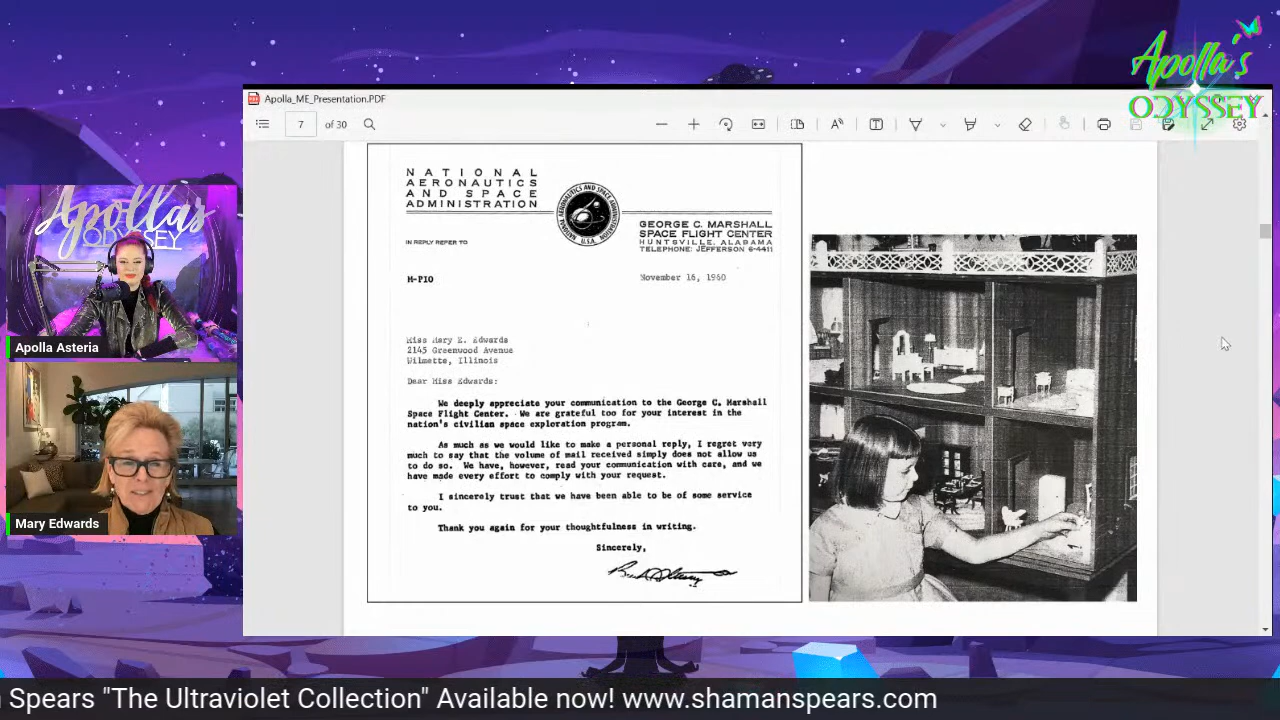 Apolla's
ODYSSEY
Apolla_ME_Presentation.PDF
7 of 30
NATIONAL
AERONAUTICS
AND SPACE
ADMINISTRATION
NATIONAL AERONAUTICS AND SPACE ADMINISTRATION
U.S.A.
IN REPLY REFER TO
GEORGE C. MARSHALL
SPACE FLIGHT CENTER
HUNTSVILLE, ALABAMA
TELEPHONE: JEFFERSON 6-4411
M-PIO
November 16, 1960
Miss Mary E. Edwards
2145 Greenwood Avenue
Wilmette, Illinois
Dear Miss Edwards:
We deeply appreciate your communication to the George C. Marshall
Space Flight Center. We are grateful too for your interest in the
nation's civilian space exploration program.
As much as we would like to make a personal reply, I regret very
much to say that the volume of mail received simply does not allow us
to do so. We have, however, read your communication with care, and we
have made every effort to comply with your request.
I sincerely trust that we have been able to be of some service
to you.
Thank you again for your thoughtfulness in writing.
Sincerely,
Apollas
ODYSSEY
Apolla Asteria
Mary Edwards
Spears "The Ultraviolet Collection" Available now! www.shamanspears.com